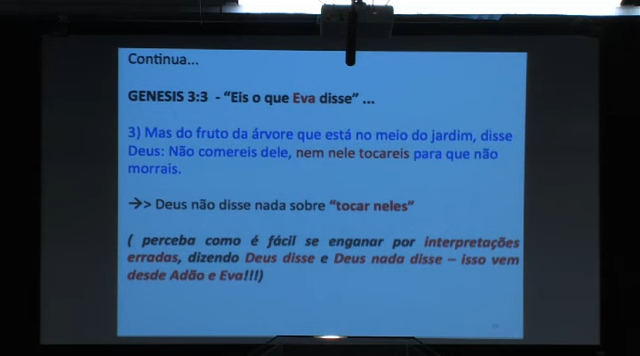 Continua...
GENESIS 3:3 - “Eis o que Eva disse” ...
3) Mas do fruto da árvore que está no meio do jardim, disse
Deus: Não comereis dele, nem nele tocareis para que não
morrais.
→> Deus não disse nada sobre “tocar neles”
( perceba como é fácil se enganar por interpretações
erradas, dizendo Deus disse e Deus nada disse – isso vem
desde Adão e Eva!!!)